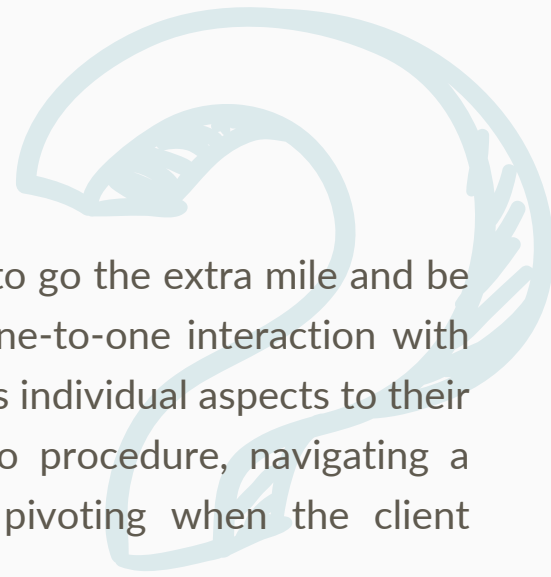 to go the extra mile and be
ne-to-one interaction with
s individual aspects to their
o procedure, navigating a
pivoting when the client